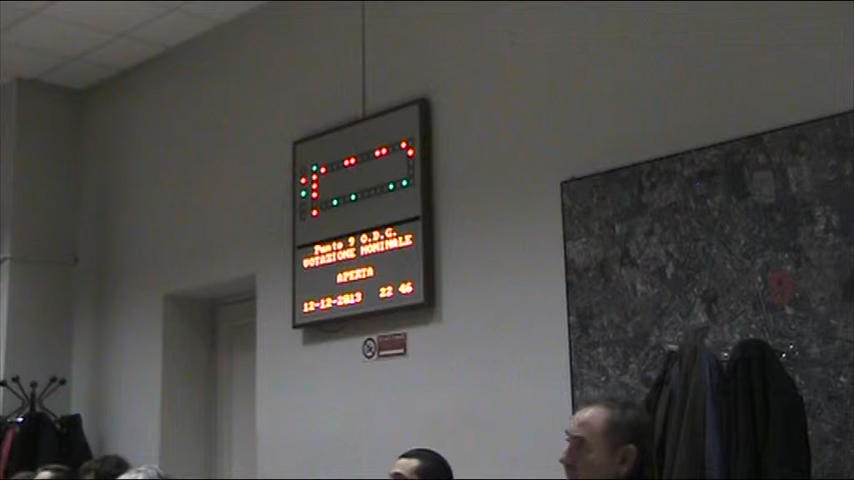 Punto 9 O.D.G.
VOTAZIONE NOMINALE
APERTA
12-12-2013 22 46